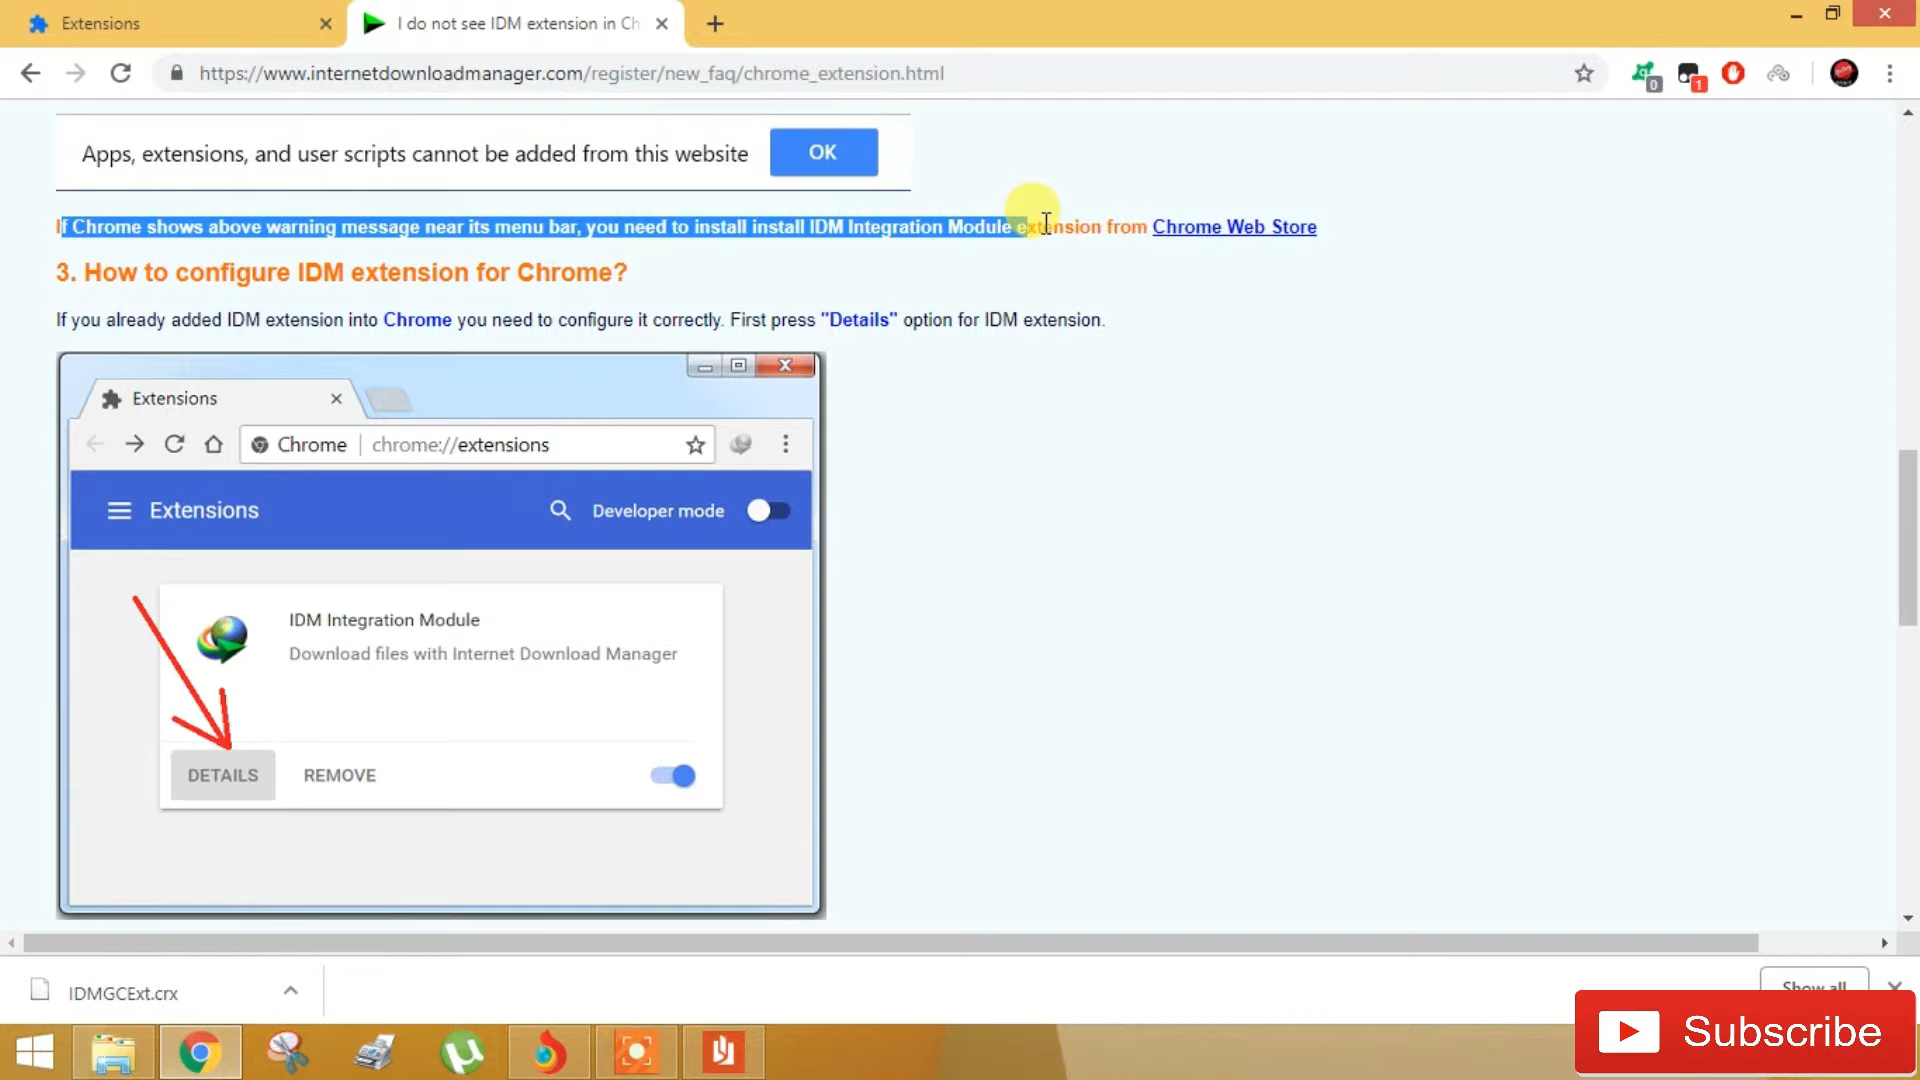 Extensions
I do not see IDM extension in Ch
https://www.internetdownloadmanager.com/register/new_faq/chrome_extension.html
0
1
Apps, extensions, and user scripts cannot be added from this website
OK
If Chrome shows above warning message near its menu bar, you need to install install IDM Integration Module extension from Chrome Web Store
3. How to configure IDM extension for Chrome?
If you already added IDM extension into Chrome you need to configure it correctly. First press "Details" option for IDM extension.
Extensions
Chrome
chrome://extensions
Extensions
Developer mode
IDM Integration Module
Download files with Internet Download Manager
DETAILS
REMOVE
IDMGCExt.crx
Show all
Subscribe